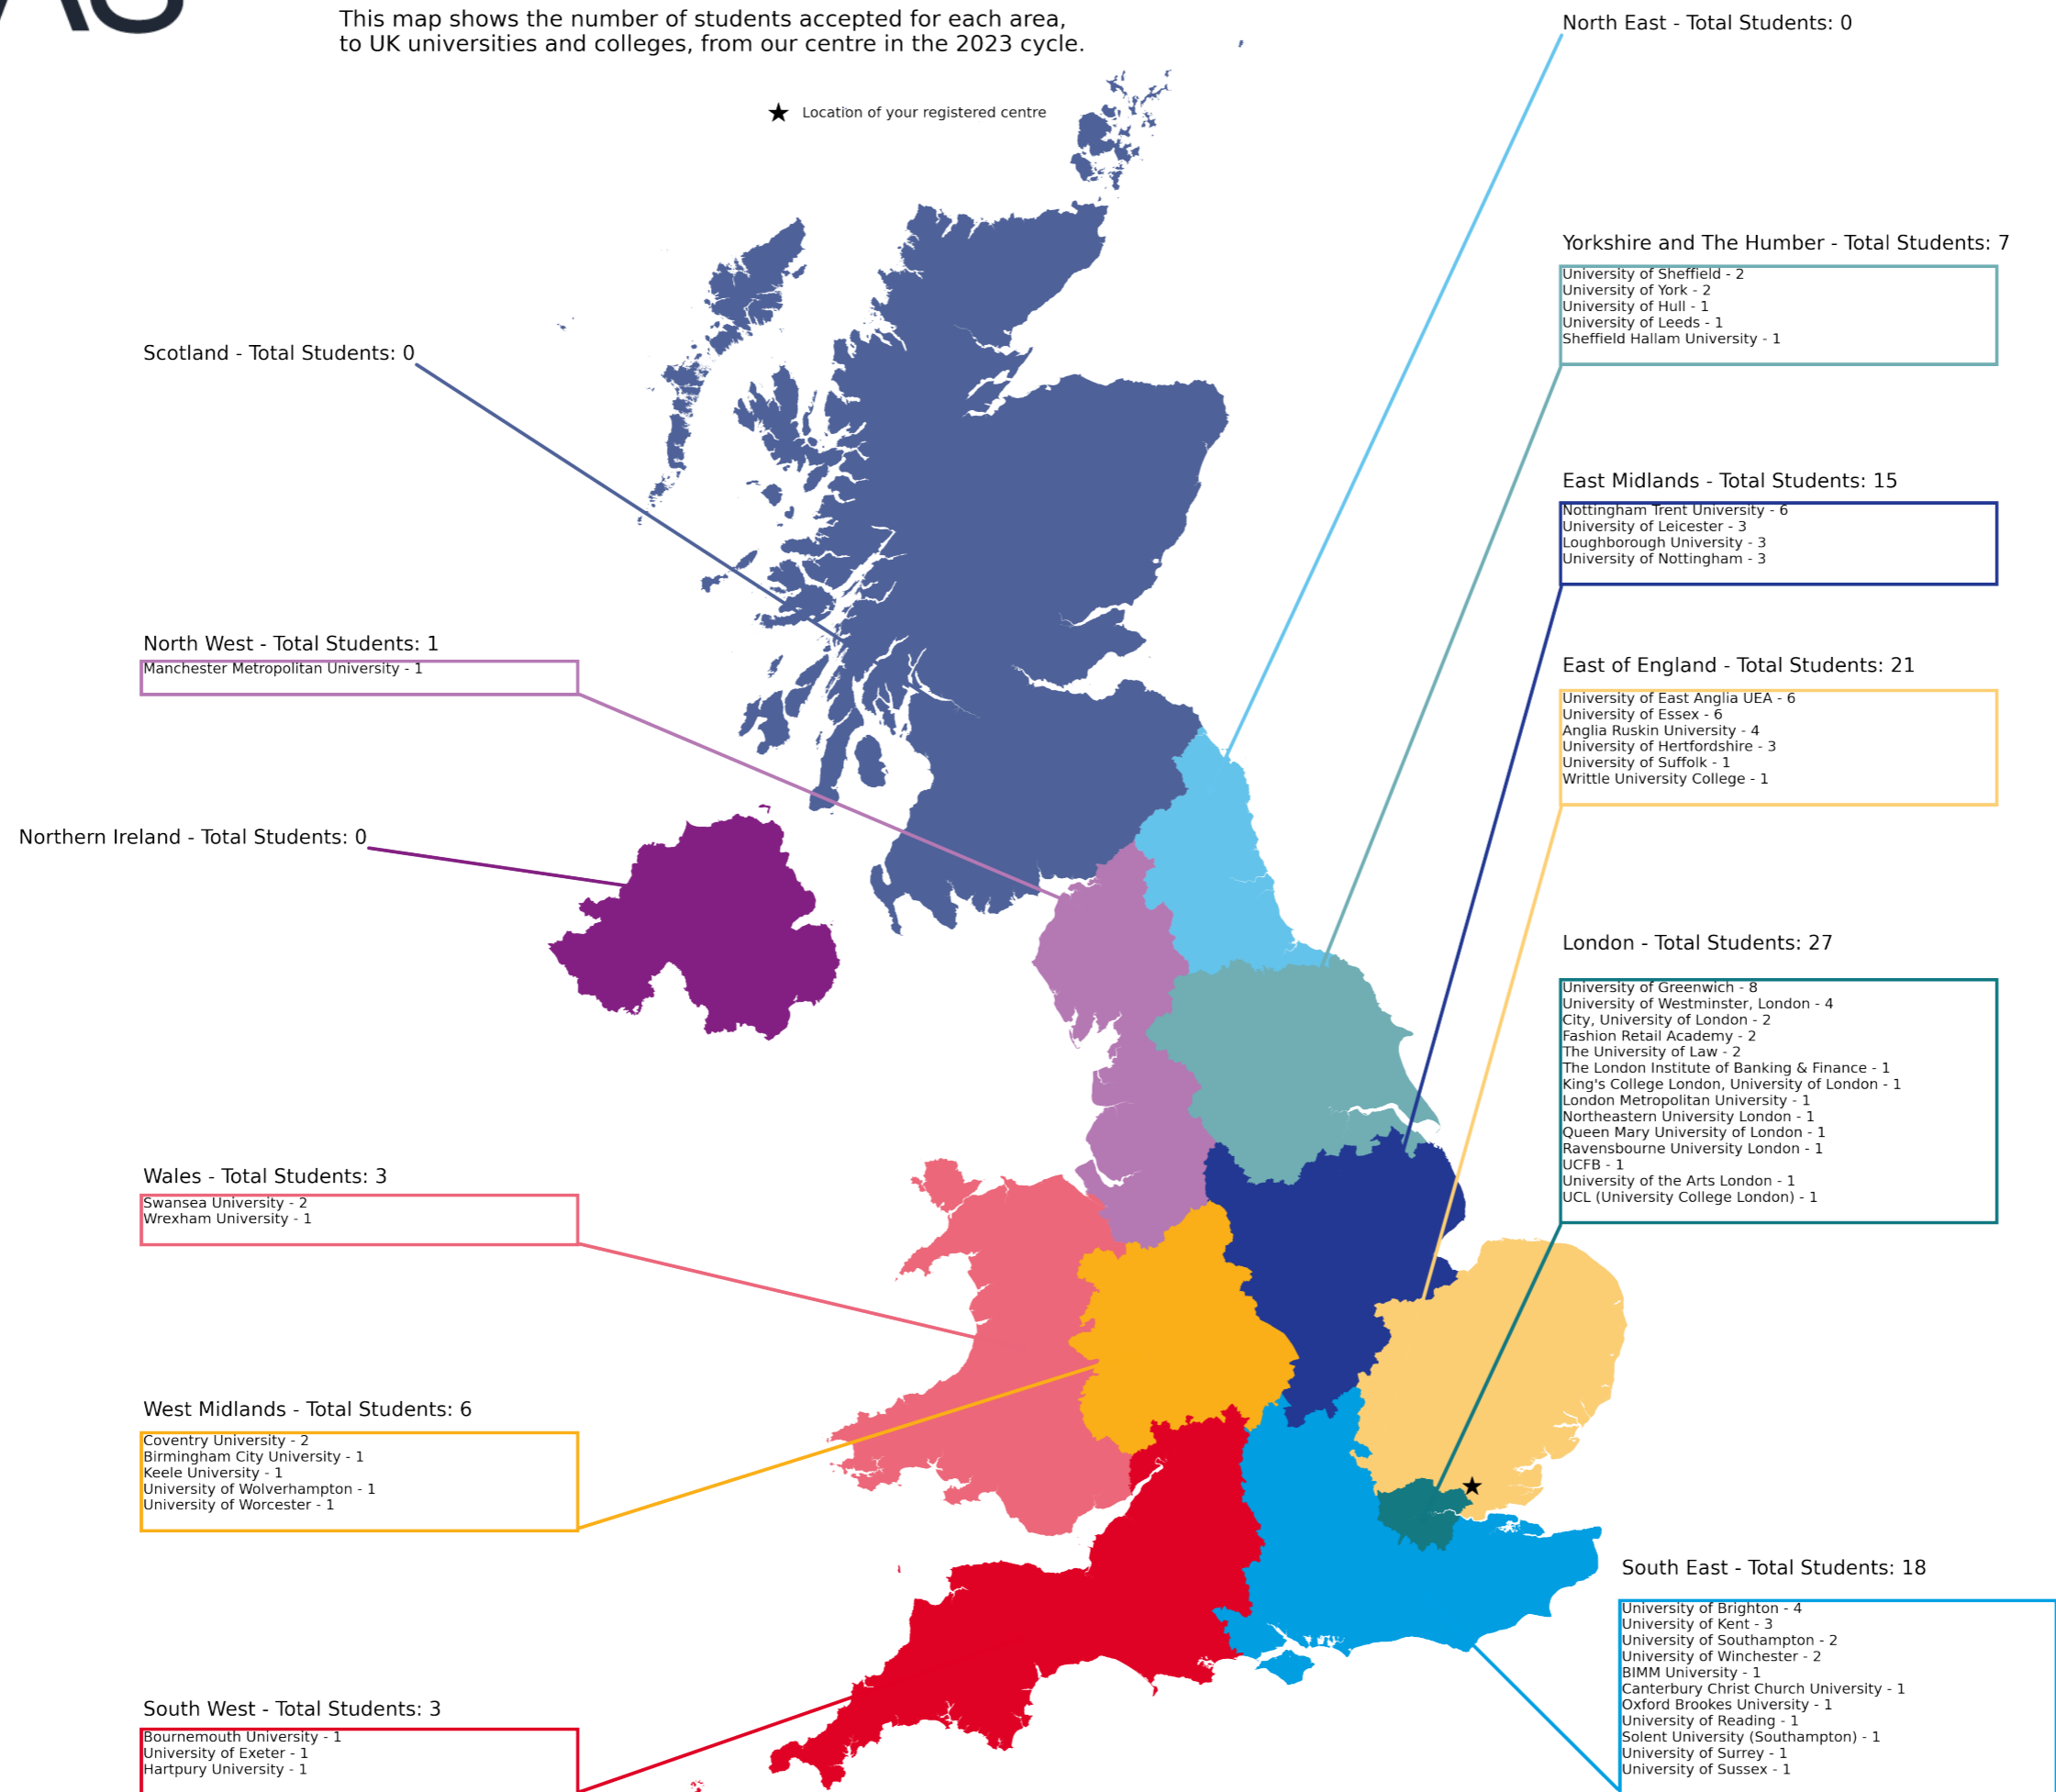 This map shows the number of students accepted for each area,
to UK universities and colleges, from our centre in the 2023 cycle.
★ Location of your registered centre
North East - Total Students: 0
Yorkshire and The Humber - Total Students: 7
University of Sheffield - 2
University of York - 2
University of Hull - 1
University of Leeds - 1
Sheffield Hallam University - 1
Scotland - Total Students: 0
East Midlands - Total Students: 15
Nottingham Trent University - 6
University of Leicester - 3
Loughborough University - 3
University of Nottingham - 3
North West - Total Students: 1
Manchester Metropolitan University - 1
East of England - Total Students: 21
University of East Anglia UEA - 6
University of Essex - 6
Anglia Ruskin University - 4
University of Hertfordshire - 3
University of Suffolk - 1
Writtle University College - 1
Northern Ireland - Total Students: 0
London - Total Students: 27
University of Greenwich - 8
University of Westminster, London - 4
City, University of London - 2
Fashion Retail Academy - 2
The University of Law - 2
The London Institute of Banking & Finance - 1
King's College London, University of London - 1
London Metropolitan University - 1
Northeastern University London - 1
Queen Mary University of London - 1
Ravensbourne University London - 1
UCFB - 1
University of the Arts London - 1
UCL (University College London) - 1
Wales - Total Students: 3
Swansea University - 2
Wrexham University - 1
West Midlands - Total Students: 6
Coventry University - 2
Birmingham City University - 1
Keele University - 1
University of Wolverhampton - 1
University of Worcester - 1
South East - Total Students: 18
University of Brighton - 4
University of Kent - 3
University of Southampton - 2
University of Winchester - 2
BIMM University - 1
Canterbury Christ Church University - 1
Oxford Brookes University - 1
University of Reading - 1
Solent University (Southampton) - 1
University of Surrey - 1
University of Sussex - 1
South West - Total Students: 3
Bournemouth University - 1
University of Exeter - 1
Hartpury University - 1